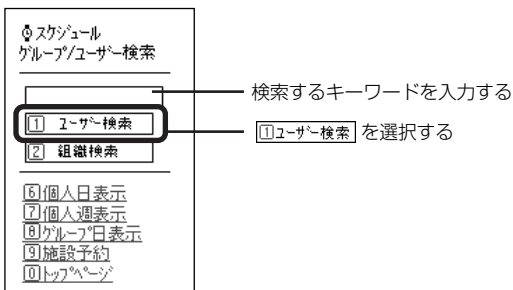 スケジュール
グループ/ユーザー検索
検索するキーワードを入力する
1 ユーザー検索
1ユーザー検索 を選択する
2 組織検索
6個人日表示
7個人週表示
8グループ日表示
9施設予約
0トップページ